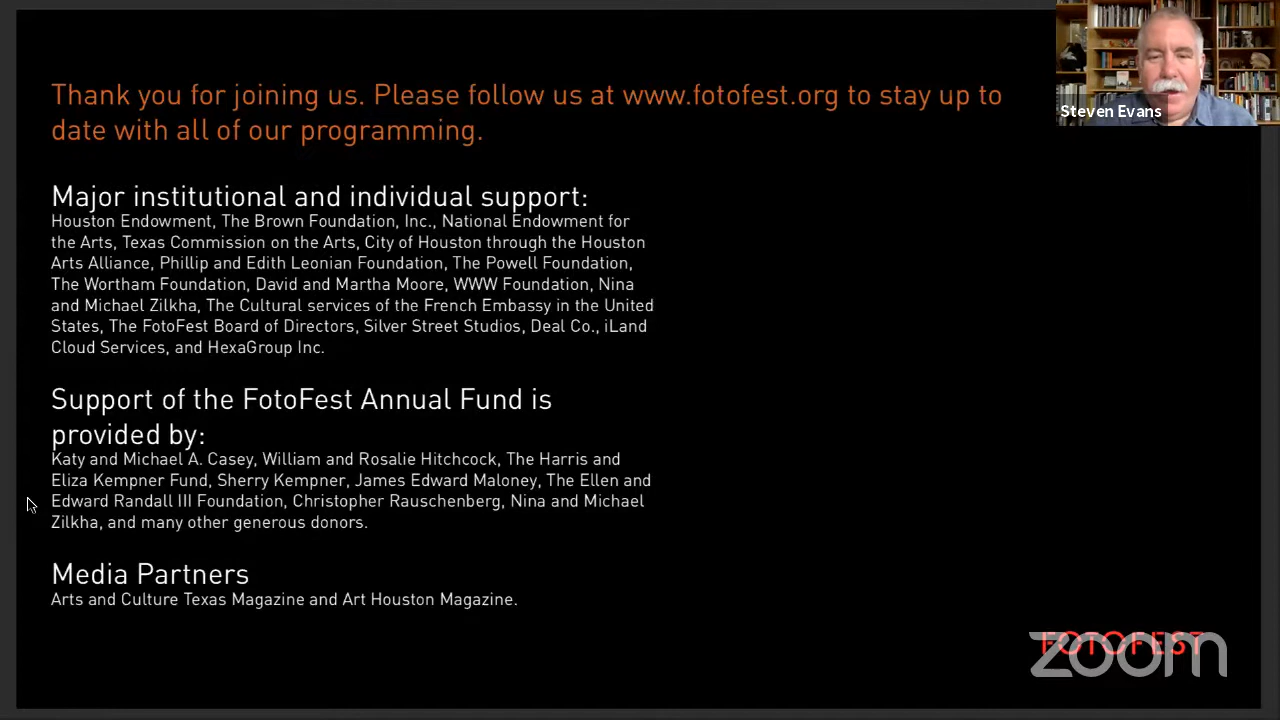 Thank you for joining us. Please follow us at www.fotofest.org to stay up to
date with all of our programming.
Steven Evans
Major institutional and individual support:
Houston Endowment, The Brown Foundation, Inc., National Endowment for
the Arts, Texas Commission on the Arts, City of Houston through the Houston
Arts Alliance, Phillip and Edith Leonian Foundation, The Powell Foundation,
The Wortham Foundation, David and Martha Moore, WWW Foundation, Nina
and Michael Zilkha, The Cultural services of the French Embassy in the United
States, The FotoFest Board of Directors, Silver Street Studios, Deal Co., iLand
Cloud Services, and HexaGroup Inc.
Support of the FotoFest Annual Fund is
provided by:
Katy and Michael A. Casey, William and Rosalie Hitchcock, The Harris and
Eliza Kempner Fund, Sherry Kempner, James Edward Maloney, The Ellen and
Edward Randall III Foundation, Christopher Rauschenberg, Nina and Michael
Zilkha, and many other generous donors.
Media Partners
Arts and Culture Texas Magazine and Art Houston Magazine.
FOTOFEST
zoom